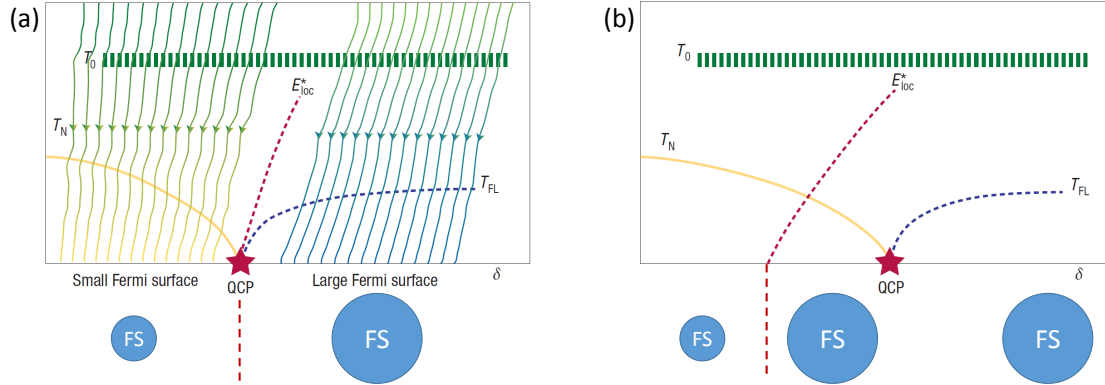 (a)
T0
E*loc
TN
TFL
Small Fermi surface
QCP
Large Fermi surface
δ
FS
FS
(b)
T0
E*loc
TN
TFL
QCP
δ
FS
FS
FS